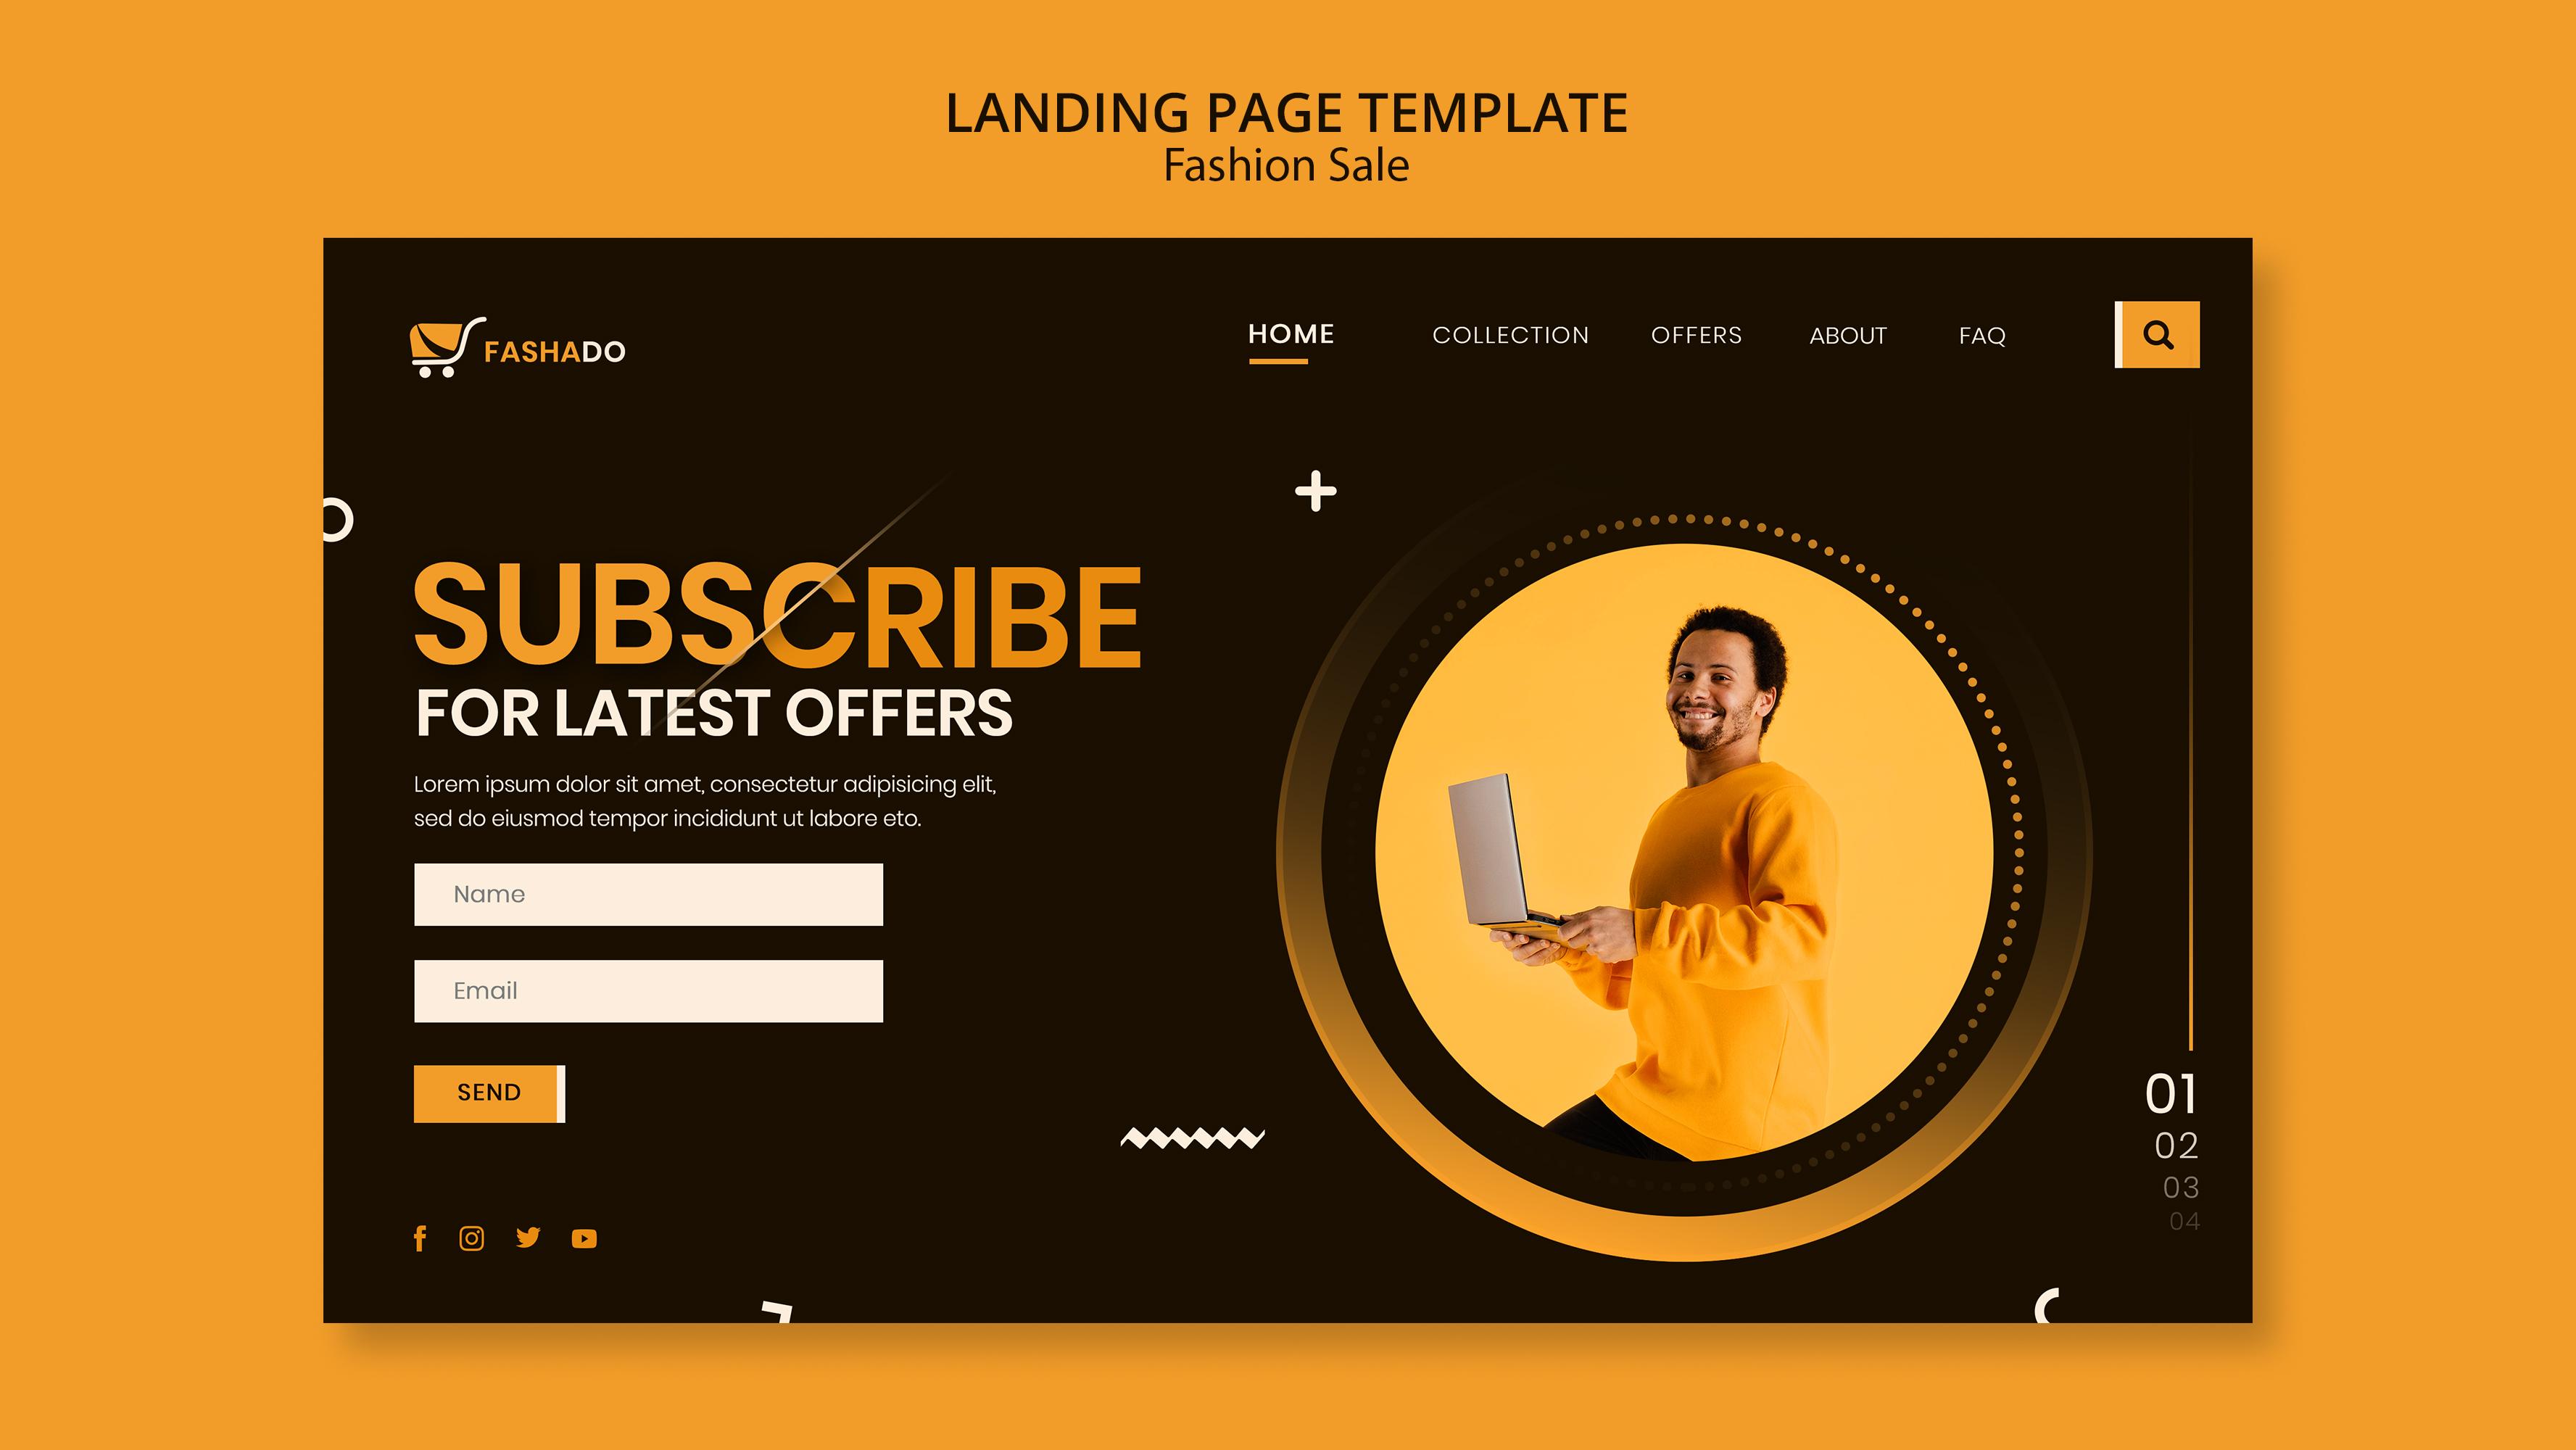 LANDING PAGE TEMPLATE
Fashion Sale
FASHADO
HOME COLLECTION OFFERS ABOUT FAQ
SUBSCRIBE
FOR LATEST OFFERS
Lorem ipsum dolor sit amet, consectetur adipisicing elit,
sed do eiusmod tempor incididunt ut labore eto.
Name
Email
SEND
01
02
03
04